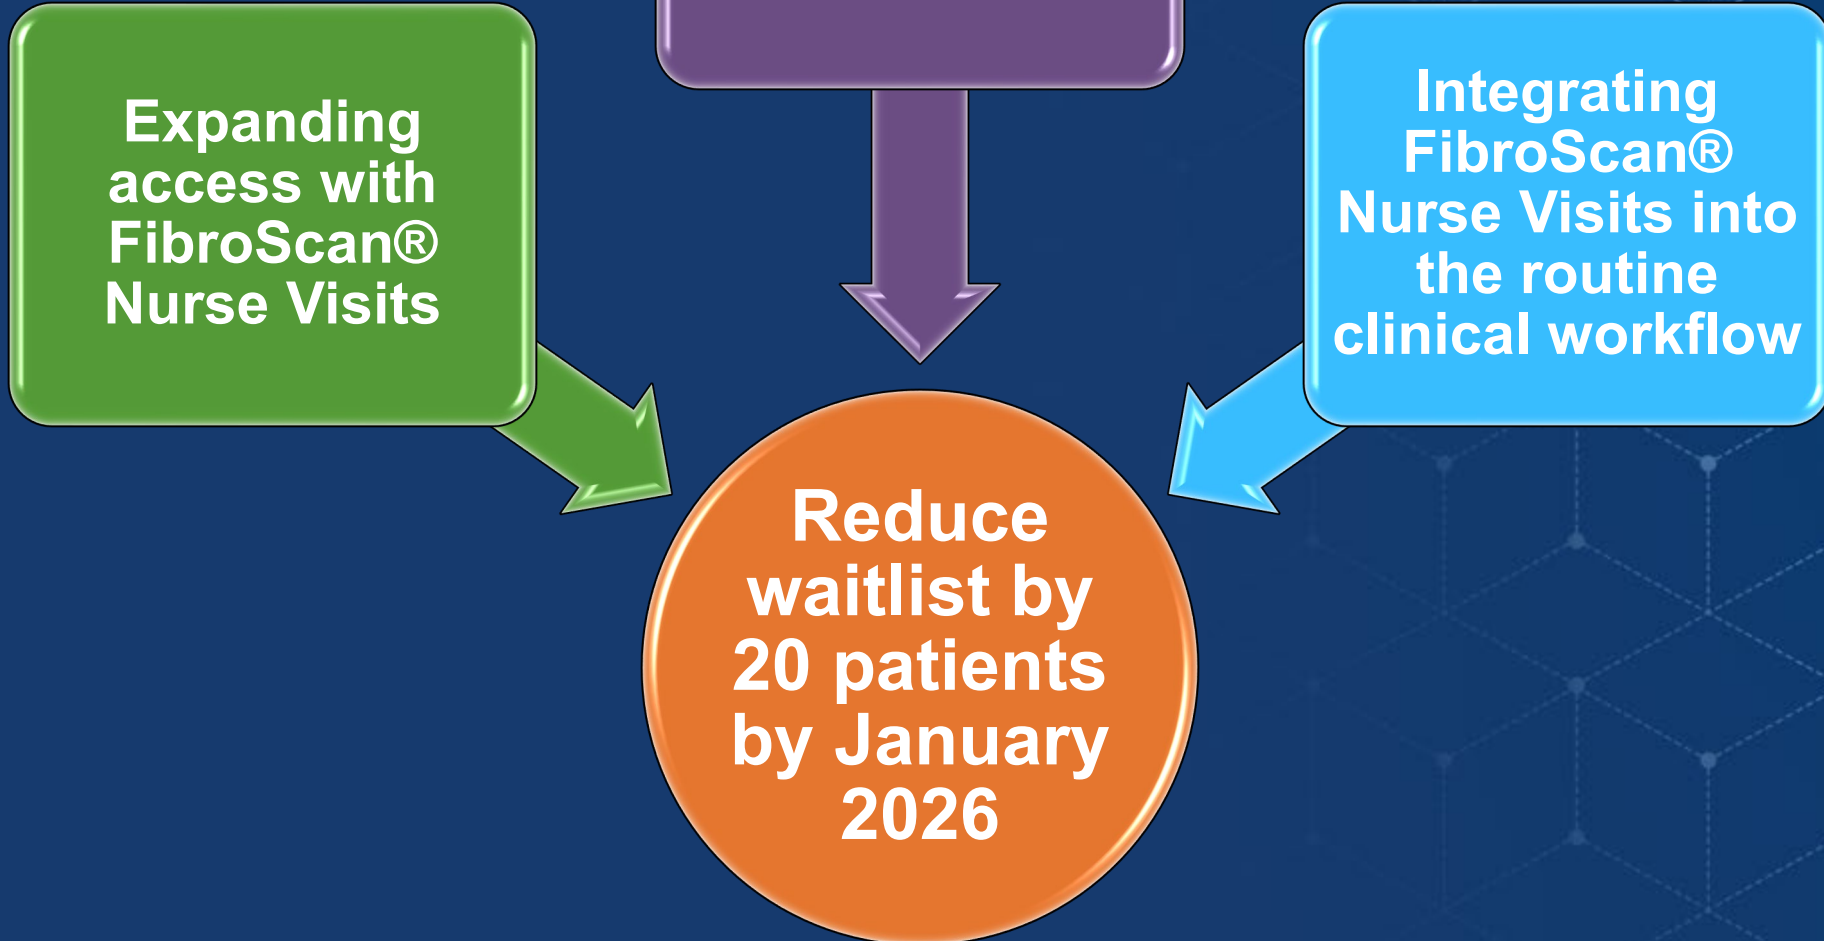 Expanding
access with
FibroScan®
Nurse Visits
Integrating
FibroScan®
Nurse Visits into
the routine
clinical workflow
Reduce
waitlist by
20 patients
by January
2026